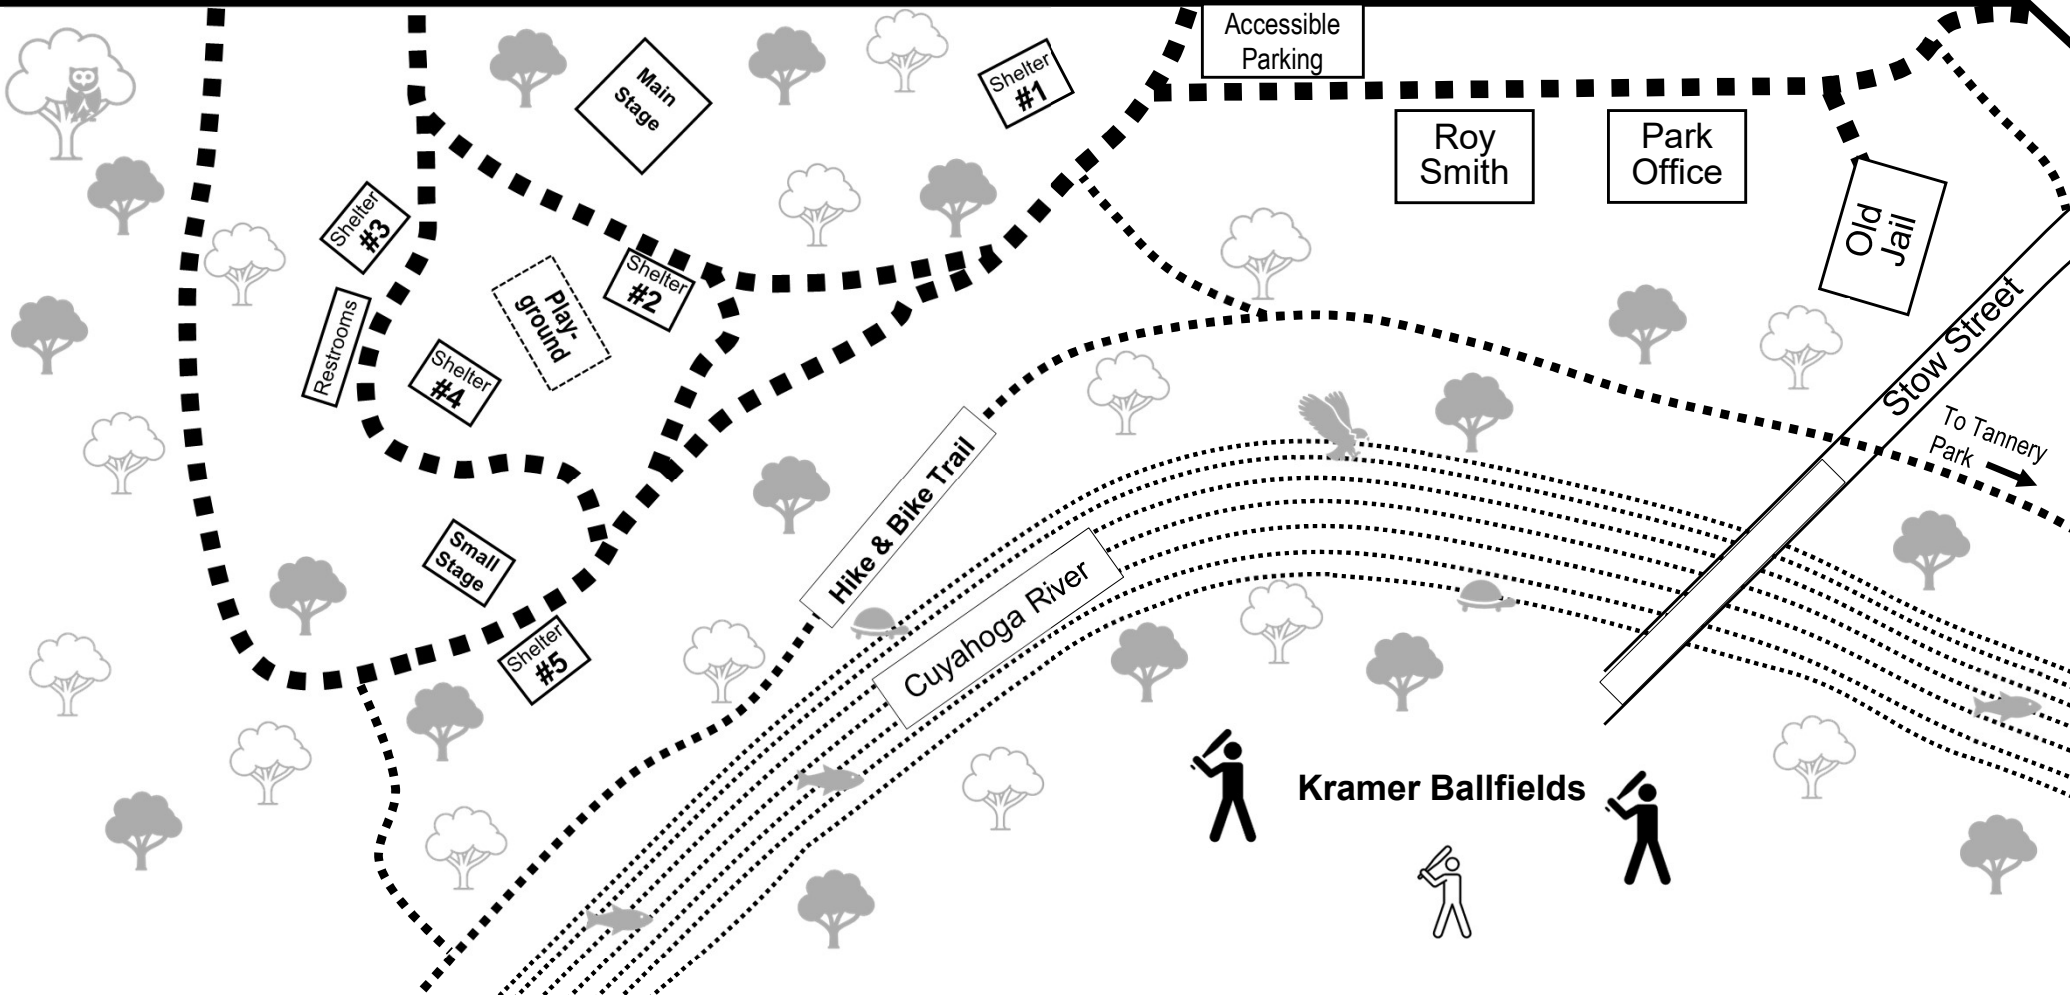 Accessible
Parking
Main
Stage
Shelter
#1
Roy
Smith
Park
Office
Old
Jail
Shelter
#3
Shelter
#2
Play-
ground
Restrooms
Shelter
#4
Stow Street
To Tannery
Park
Hike & Bike Trail
Small
Stage
Cuyahoga River
Shelter
#5
Kramer Ballfields